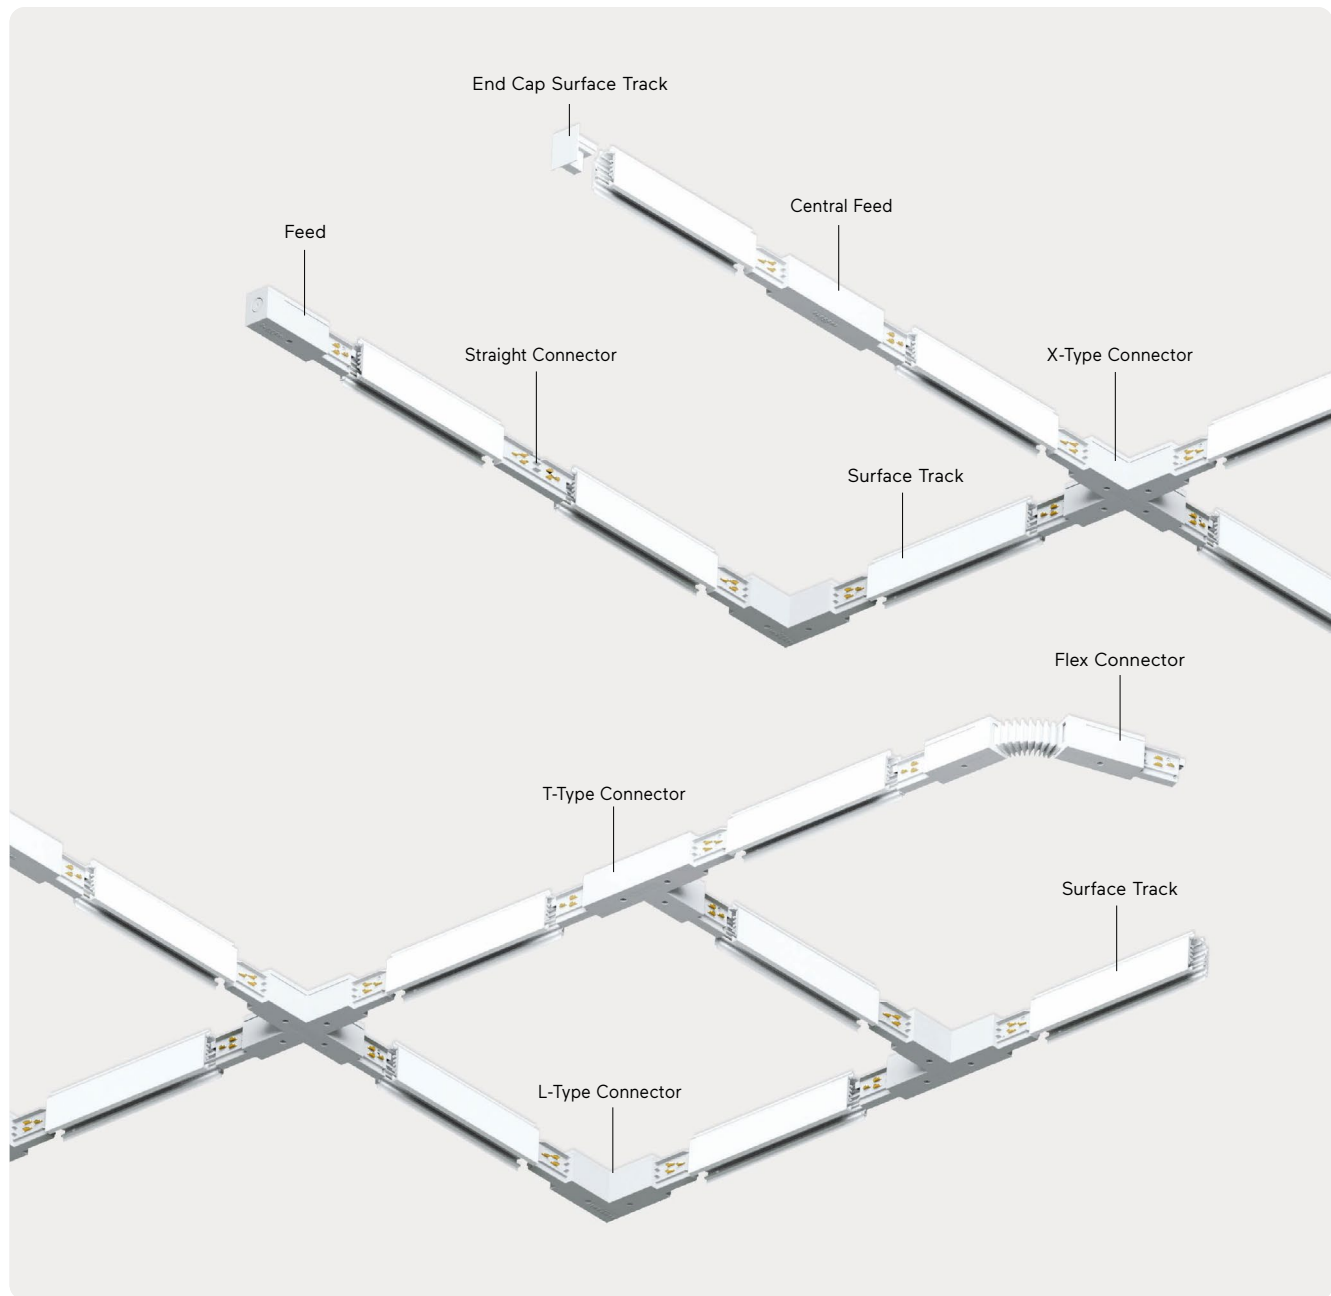 End Cap Surface Track
Central Feed
Feed
Straight Connector
X-Type Connector
Surface Track
Flex Connector
T-Type Connector
Surface Track
L-Type Connector